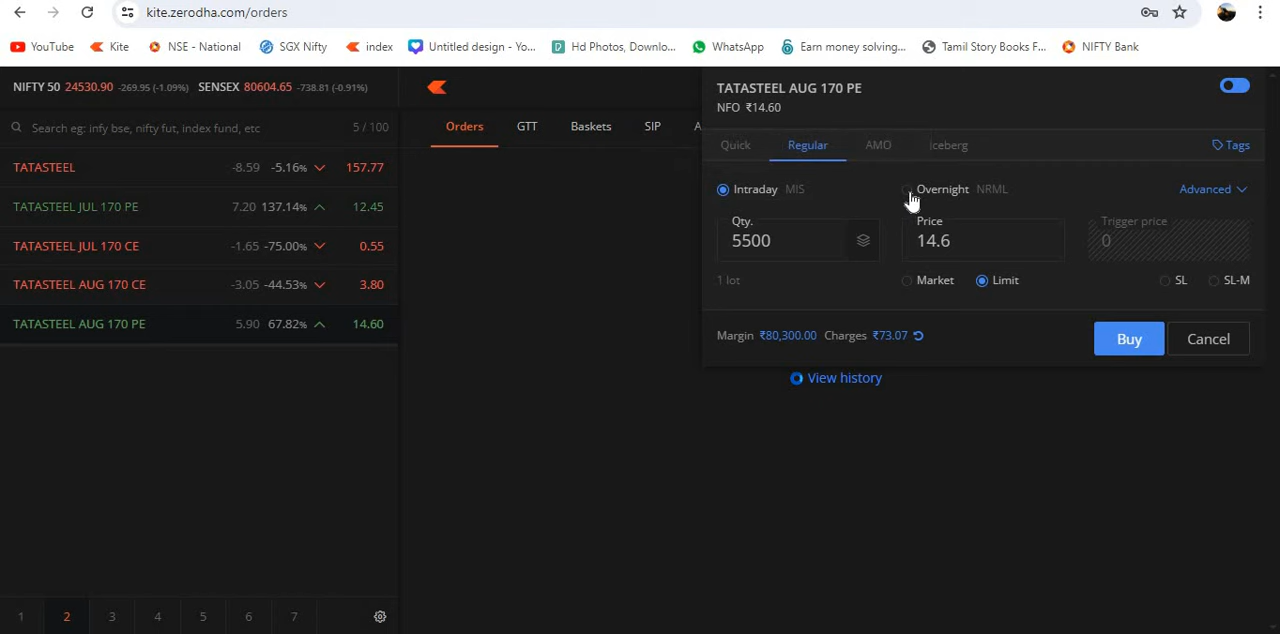 kite.zerodha.com/orders
YouTube Kite NSE - National SGX Nifty index Untitled design - Yo... Hd Photos, Downlo... WhatsApp Earn money solving... Tamil Story Books F... NIFTY Bank
NIFTY 50 24530.90 -269.95 (-1.09%) SENSEX 80604.65 -738.81 (-0.91%)
Search eg: infy bse, nifty fut, index fund, etc 5 / 100
TATASTEEL -8.59 -5.16% 157.77
TATASTEEL JUL 170 PE 7.20 137.14% 12.45
TATASTEEL JUL 170 CE -1.65 -75.00% 0.55
TATASTEEL AUG 170 CE -3.05 -44.53% 3.80
TATASTEEL AUG 170 PE 5.90 67.82% 14.60
1 2 3 4 5 6 7
Orders GTT Baskets SIP A
TATASTEEL AUG 170 PE
NFO ₹14.60
Quick Regular AMO Iceberg Tags
Intraday MIS Overnight NRML Advanced
Qty. Price Trigger price
5500 14.6 0
1 lot Market Limit SL SL-M
Margin ₹80,300.00 Charges ₹73.07 Buy Cancel
View history